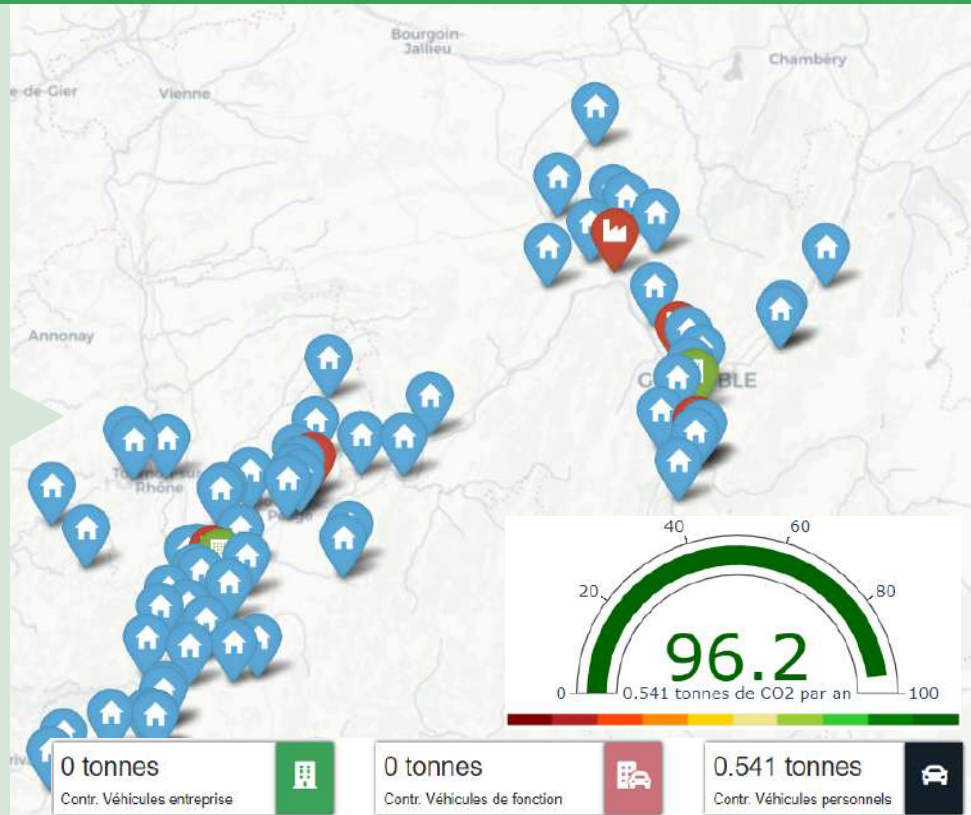 Bourgoin-
Jallieu
Chambéry
Vienne
Annonay
Rhône
40
60
20
80
96.2
0
0.541 tonnes de CO2 par an
100
0 tonnes
Contr. Véhicules entreprise
0 tonnes
Contr. Véhicules de fonction
0.541 tonnes
Contr. Véhicules personnels